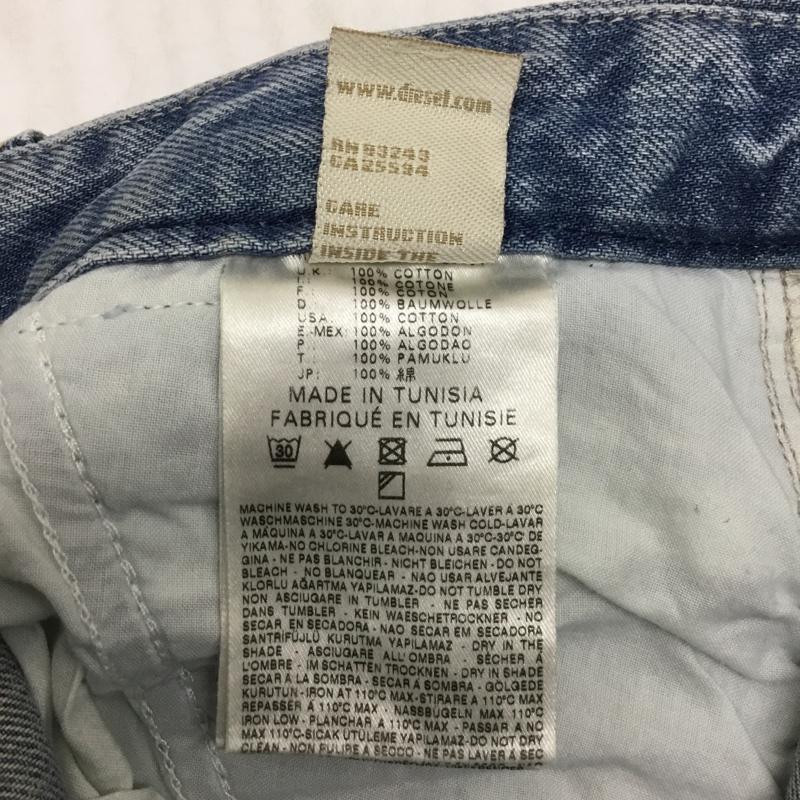 www.diesel.com
RN 93243
CA 25594
CARE
INSTRUCTION
INSIDE THE
U.K.: 100% COTTON
I.: 100% COTONE
F.: 100% COTON
D.: 100% BAUMWOLLE
USA: 100% COTTON
E-MEX: 100% ALGODON
P.: 100% ALGODAO
T.: 100% PAMUKLU
JP: 100% 綿
MADE IN TUNISIA
FABRIQUÉ EN TUNISIE
30
MACHINE WASH TO 30°C-LAVARE A 30°C-LAVER À 30°C
WASCHMASCHINE 30°C-MACHINE WASH COLD-LAVAR
A MÁQUINA A 30°C-LAVAR A MAQUINA A 30°C-30°C' DE
YIKAMA-NO CHLORINE BLEACH-NON USARE CANDEG-
GINA - NE PAS BLANCHIR - NICHT BLEICHEN - DO NOT
BLEACH - NO BLANQUEAR - NAO USAR ALVEJANTE
KLORLU AĞARTMA YAPILAMAZ-DO NOT TUMBLE DRY
NON ASCIUGARE IN TUMBLER - NE PAS SECHER
DANS TUMBLER - KEIN WAESCHETROCKNER - NO
SECAR EN SECADORA - NAO SECAR EM SECADORA
SANTRİFÜJLÜ KURUTMA YAPILAMAZ - DRY IN THE
SHADE - ASCIUGARE ALL'OMBRA - SÉCHER À
L'OMBRE - IM SCHATTEN TROCKNEN - DRY IN SHADE
SECAR A LA SOMBRA - SECAR A SOMBRA - GÖLGEDE
KURUTUN-IRON AT 110°C MAX-STIRARE A 110°C MAX
REPASSER À 110°C MAX - NASSBÜGELN MAX 110°C
IRON LOW - PLANCHAR A 110°C MAX - PASSAR A NO
MAX 110°C-SICAK ÜTÜLEME YAPILAMAZ-DO NOT DRY
CLEAN - NON PULIRE A SECCO - NE PAS LAVER À SEC